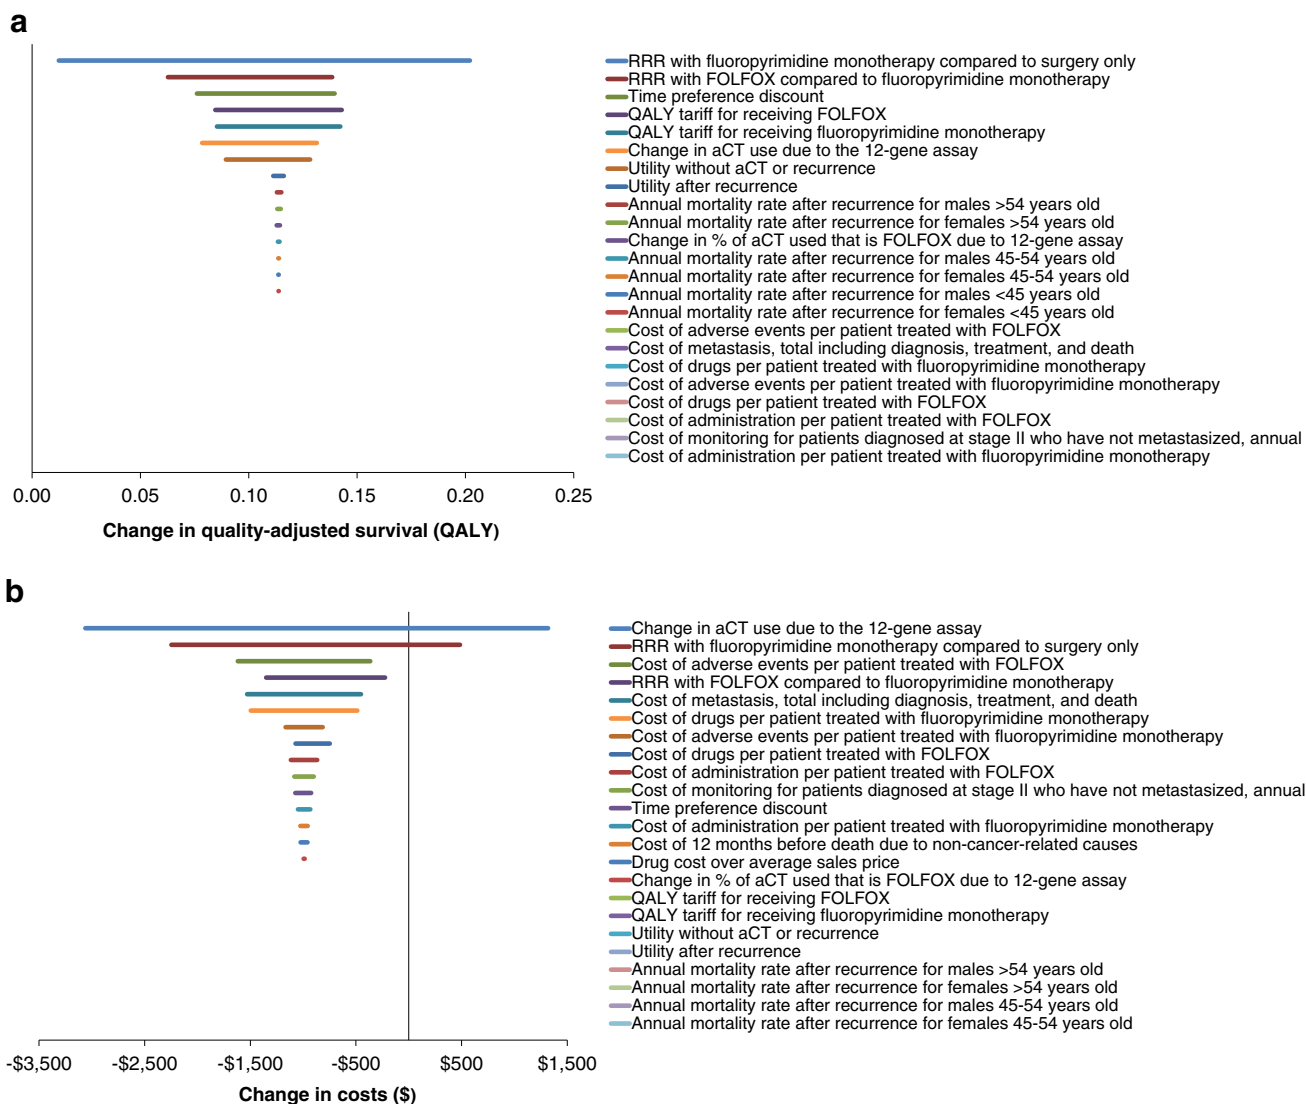 a
RRR with fluoropyrimidine monotherapy compared to surgery only
RRR with FOLFOX compared to fluoropyrimidine monotherapy
Time preference discount
QALY tariff for receiving FOLFOX
QALY tariff for receiving fluoropyrimidine monotherapy
Change in aCT use due to the 12-gene assay
Utility without aCT or recurrence
Utility after recurrence
Annual mortality rate after recurrence for males >54 years old
Annual mortality rate after recurrence for females >54 years old
Change in % of aCT used that is FOLFOX due to 12-gene assay
Annual mortality rate after recurrence for males 45-54 years old
Annual mortality rate after recurrence for females 45-54 years old
Annual mortality rate after recurrence for males <45 years old
Annual mortality rate after recurrence for females <45 years old
Cost of adverse events per patient treated with FOLFOX
Cost of metastasis, total including diagnosis, treatment, and death
Cost of drugs per patient treated with fluoropyrimidine monotherapy
Cost of adverse events per patient treated with fluoropyrimidine monotherapy
Cost of drugs per patient treated with FOLFOX
Cost of administration per patient treated with FOLFOX
Cost of monitoring for patients diagnosed at stage II who have not metastasized, annual
Cost of administration per patient treated with fluoropyrimidine monotherapy
0.00 0.05 0.10 0.15 0.20 0.25
Change in quality-adjusted survival (QALY)
b
Change in aCT use due to the 12-gene assay
RRR with fluoropyrimidine monotherapy compared to surgery only
Cost of adverse events per patient treated with FOLFOX
RRR with FOLFOX compared to fluoropyrimidine monotherapy
Cost of metastasis, total including diagnosis, treatment, and death
Cost of drugs per patient treated with fluoropyrimidine monotherapy
Cost of adverse events per patient treated with fluoropyrimidine monotherapy
Cost of drugs per patient treated with FOLFOX
Cost of administration per patient treated with FOLFOX
Cost of monitoring for patients diagnosed at stage II who have not metastasized, annual
Time preference discount
Cost of administration per patient treated with fluoropyrimidine monotherapy
Cost of 12 months before death due to non-cancer-related causes
Drug cost over average sales price
Change in % of aCT used that is FOLFOX due to 12-gene assay
QALY tariff for receiving FOLFOX
QALY tariff for receiving fluoropyrimidine monotherapy
Utility without aCT or recurrence
Utility after recurrence
Annual mortality rate after recurrence for males >54 years old
Annual mortality rate after recurrence for females >54 years old
Annual mortality rate after recurrence for males 45-54 years old
Annual mortality rate after recurrence for females 45-54 years old
-$3,500 -$2,500 -$1,500 -$500 $500 $1,500
Change in costs ($)